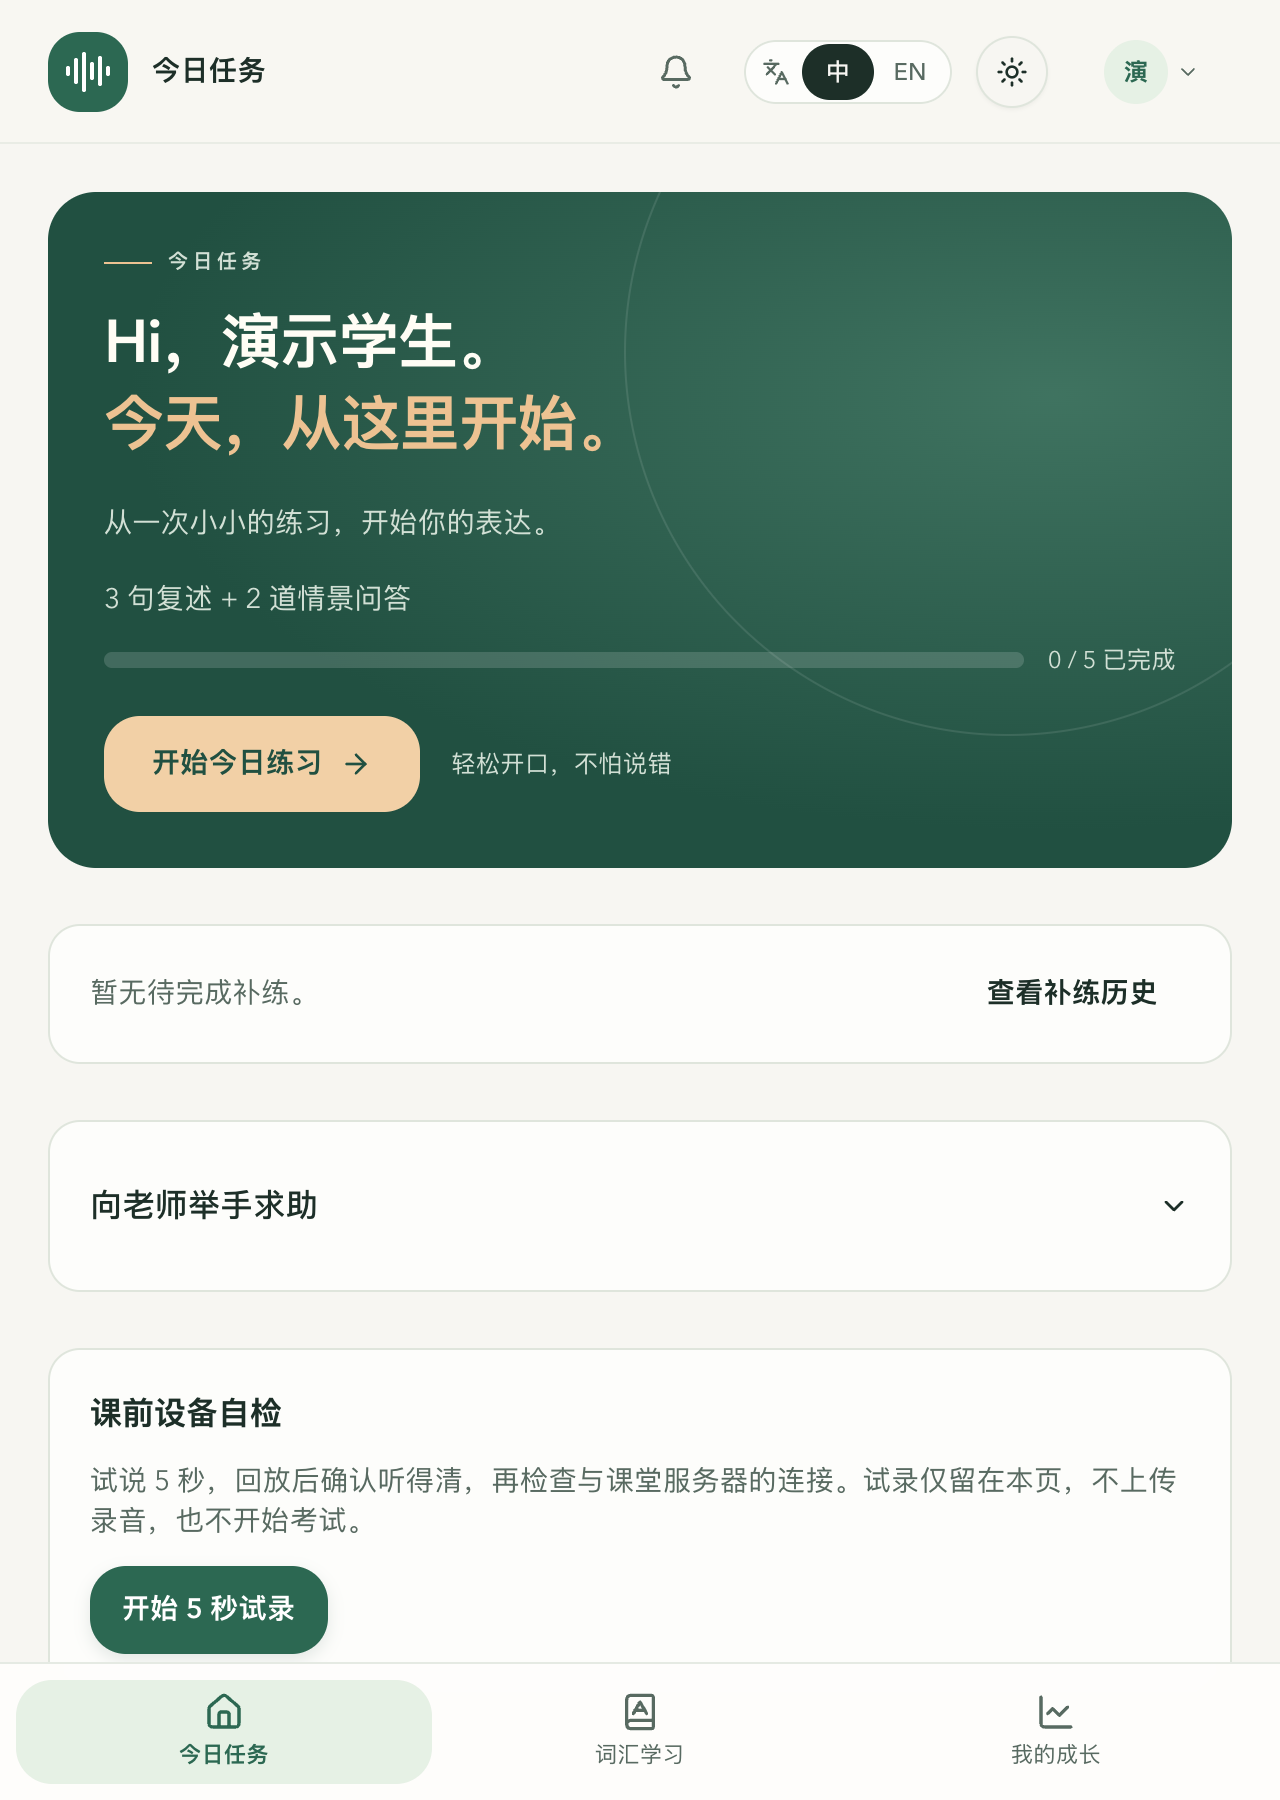 今日任务
中
EN
演
今日任务
Hi，演示学生。
今天，从这里开始。
从一次小小的练习，开始你的表达。
3 句复述 + 2 道情景问答
0 / 5 已完成
开始今日练习
轻松开口，不怕说错
暂无待完成补练。
查看补练历史
向老师举手求助
课前设备自检
试说 5 秒，回放后确认听得清，再检查与课堂服务器的连接。试录仅留在本页，不上传
录音，也不开始考试。
开始 5 秒试录
今日任务
词汇学习
我的成长